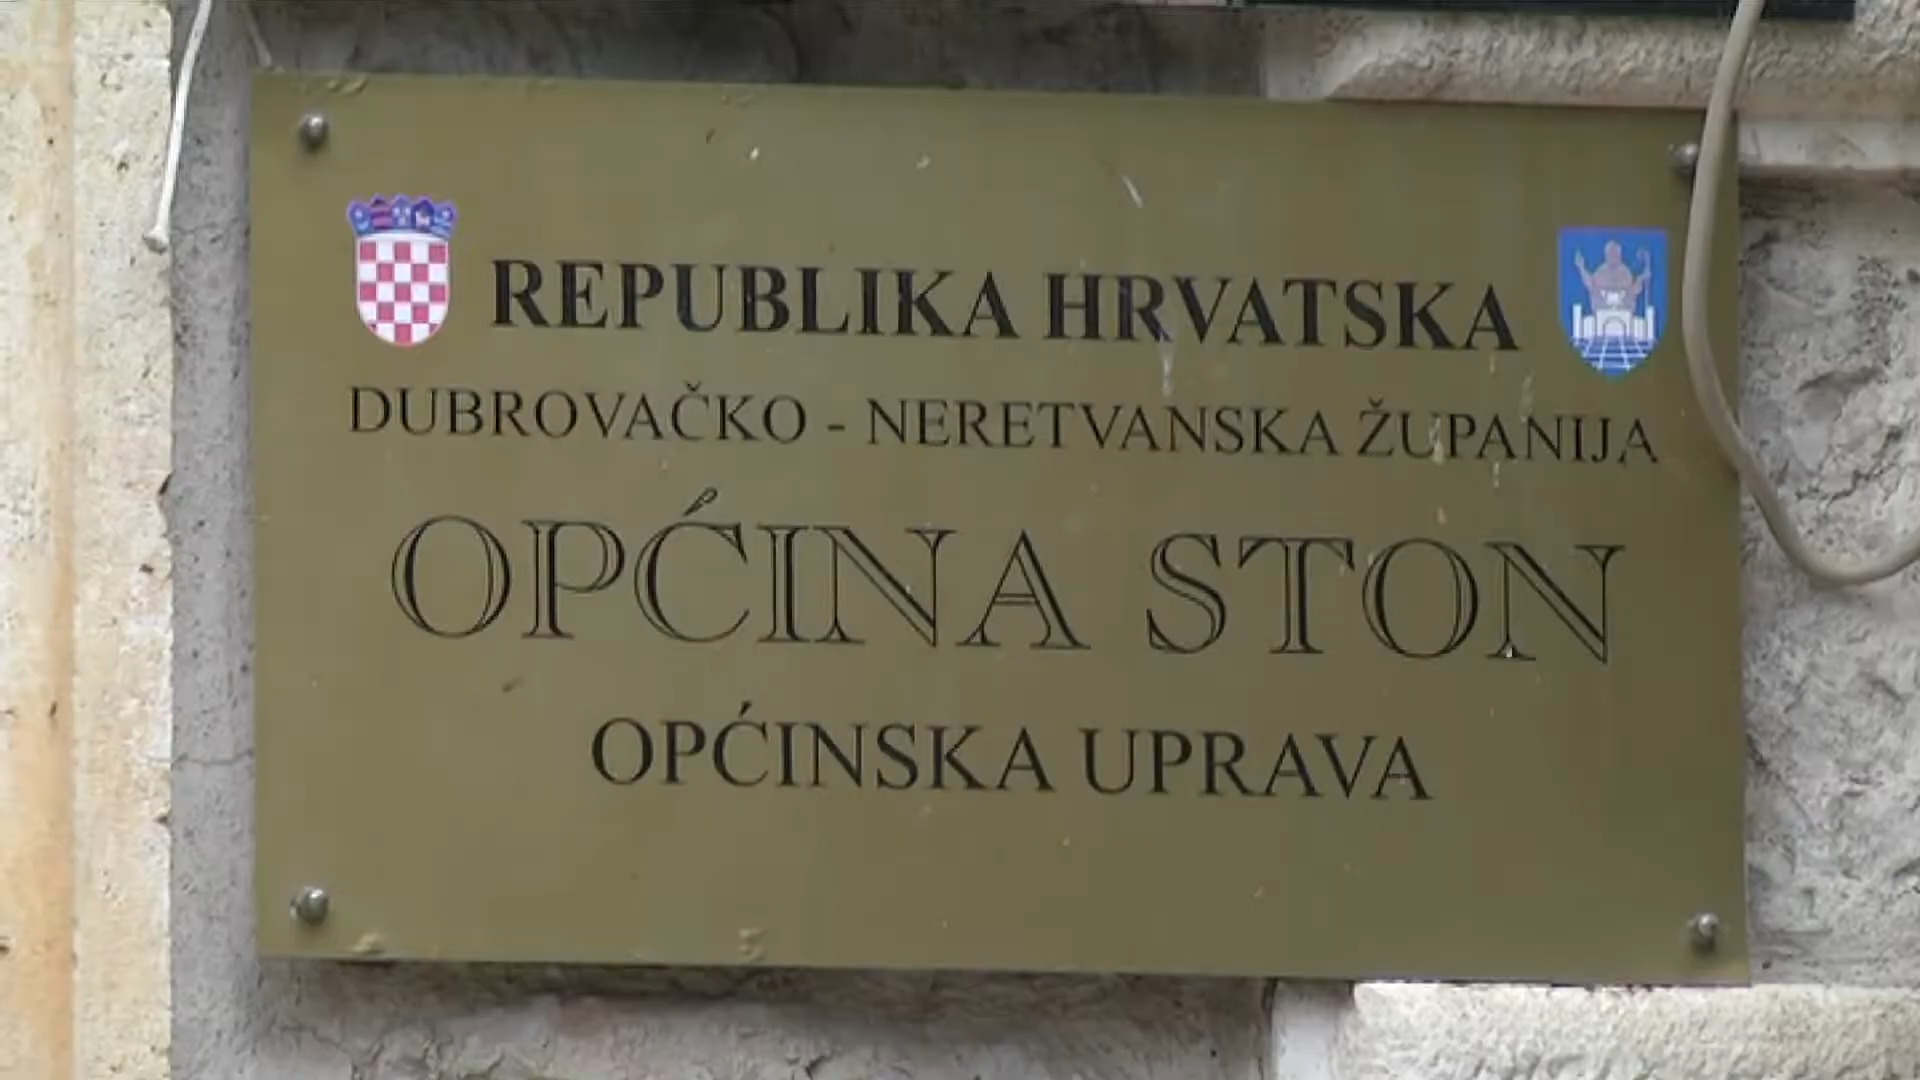 REPUBLIKA HRVATSKA
DUBROVAČKO - NERETVANSKA ŽUPANIJA
OPĆINA STON
OPĆINSKA UPRAVA